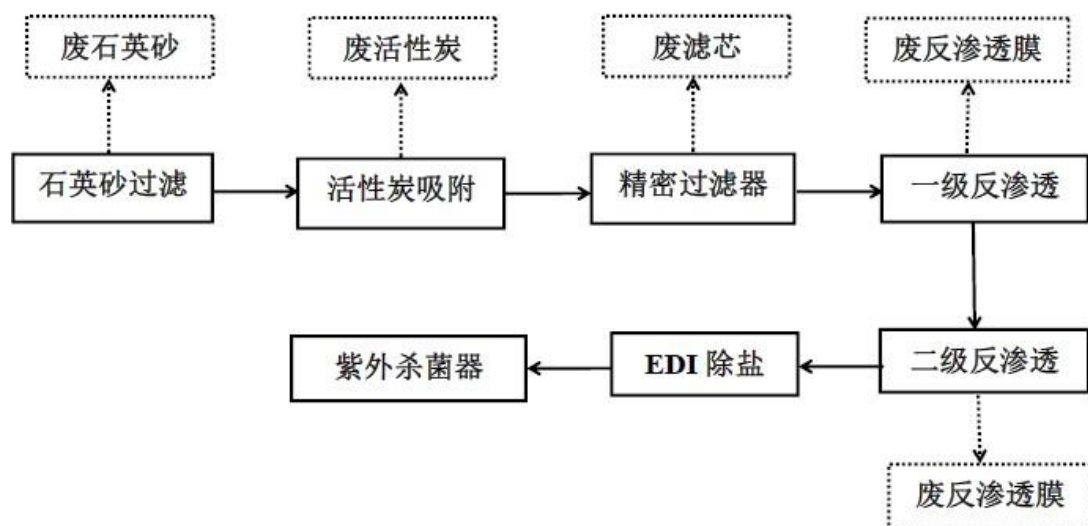 废石英砂
废活性炭
废滤芯
废反渗透膜
石英砂过滤
活性炭吸附
精密过滤器
一级反渗透
紫外杀菌器
EDI 除盐
二级反渗透
废反渗透膜